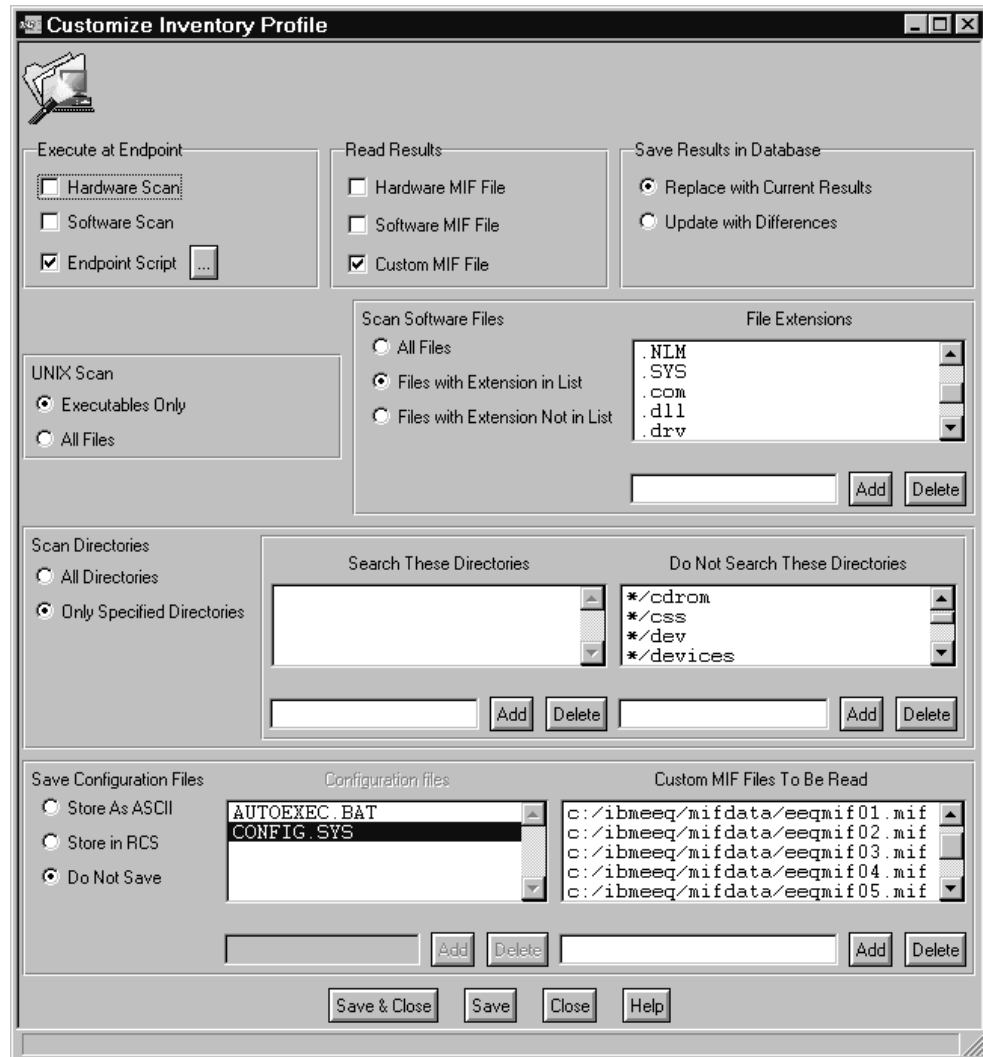 Customize Inventory Profile
Execute at Endpoint
Hardware Scan
Software Scan
Endpoint Script
...
Read Results
Hardware MIF File
Software MIF File
Custom MIF File
Save Results in Database
Replace with Current Results
Update with Differences
UNIX Scan
Executables Only
All Files
Scan Software Files
All Files
Files with Extension in List
Files with Extension Not in List
File Extensions
.NLM
.SYS
.com
.dll
.drv
Add
Delete
Scan Directories
All Directories
Only Specified Directories
Search These Directories
Add
Delete
Do Not Search These Directories
*/cdrom
*/css
*/dev
*/devices
Add
Delete
Save Configuration Files
Store As ASCII
Store in RCS
Do Not Save
Configuration files
AUTOEXEC.BAT
CONFIG.SYS
Add
Delete
Custom MIF Files To Be Read
c:/ibmeeq/mifdata/eeqmif01.mif
c:/ibmeeq/mifdata/eeqmif02.mif
c:/ibmeeq/mifdata/eeqmif03.mif
c:/ibmeeq/mifdata/eeqmif04.mif
c:/ibmeeq/mifdata/eeqmif05.mif
Add
Delete
Save & Close
Save
Close
Help